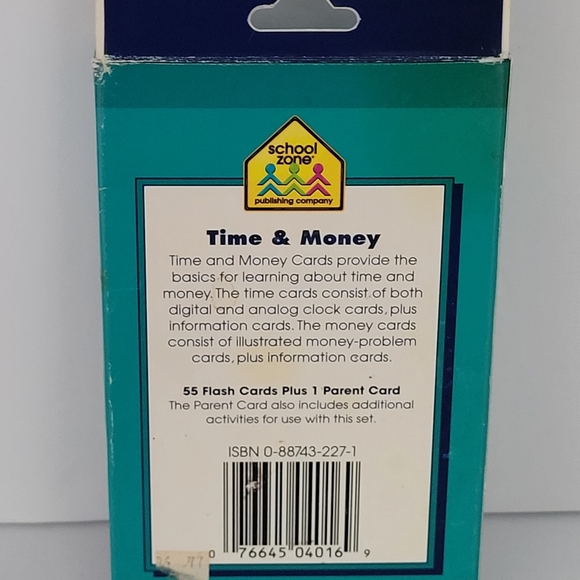 school
zone
publishing company
Time & Money
Time and Money Cards provide the
basics for learning about time and
money. The time cards consist of both
digital and analog clock cards, plus
information cards. The money cards
consist of illustrated money-problem
cards, plus information cards.
55 Flash Cards Plus 1 Parent Card
The Parent Card also includes additional
activities for use with this set.
ISBN 0-88743-227-1
0 76645 04016 9